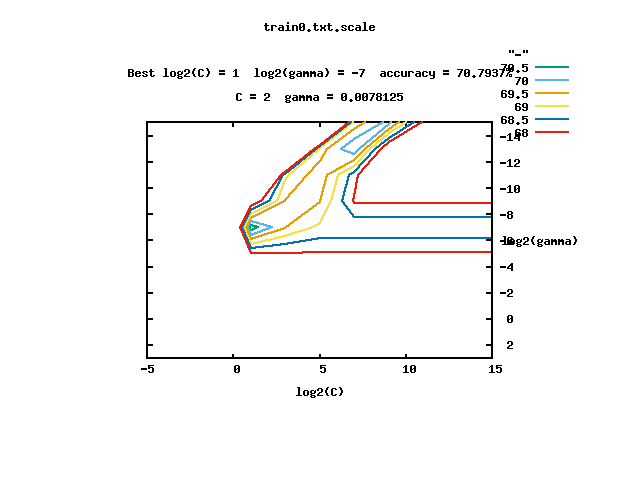 train0.txt.scale
"-"
Best log2(C) = 1 log2(gamma) = -7 accuracy = 70.7937%
70.5
70
C = 2 gamma = 0.0078125
69.5
69
68.5
68
-14
-12
-10
-8
-6
log2(gamma)
-4
-2
0
2
-5 0 5 10 15
log2(C)